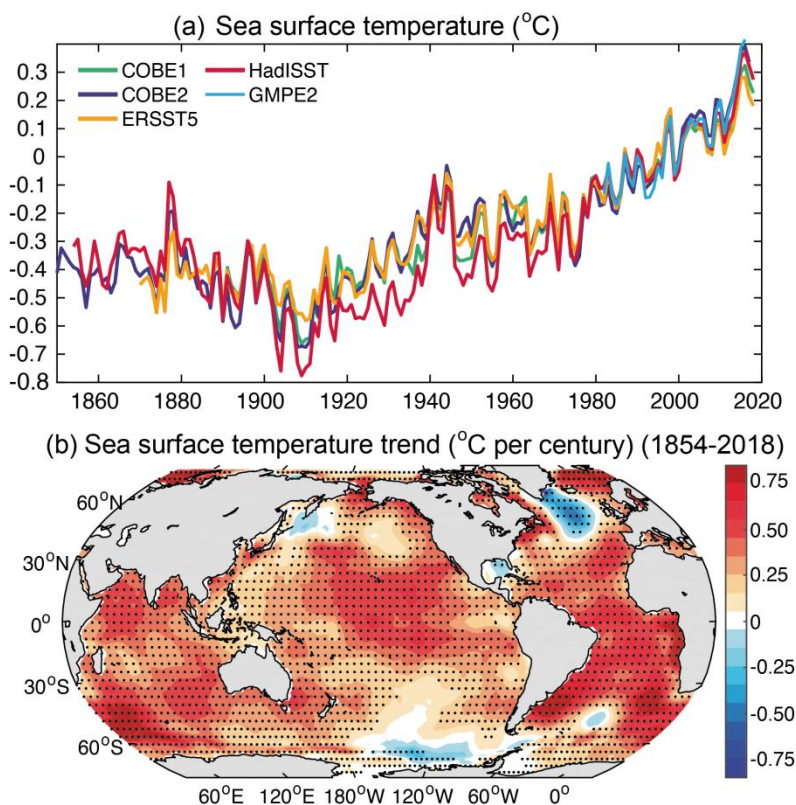 (a) Sea surface temperature (°C)
0.3
0.2
0.1
0
-0.1
-0.2
-0.3
-0.4
-0.5
-0.6
-0.7
-0.8
COBE1
COBE2
ERSST5
HadISST
GMPE2
1860 1880 1900 1920 1940 1960 1980 2000 2020
(b) Sea surface temperature trend (°C per century) (1854-2018)
60°N
30°N
0°
30°S
60°S
60°E 120°E 180°W 120°W 60°W 0°
0.75
0.50
0.25
0
-0.25
-0.50
-0.75